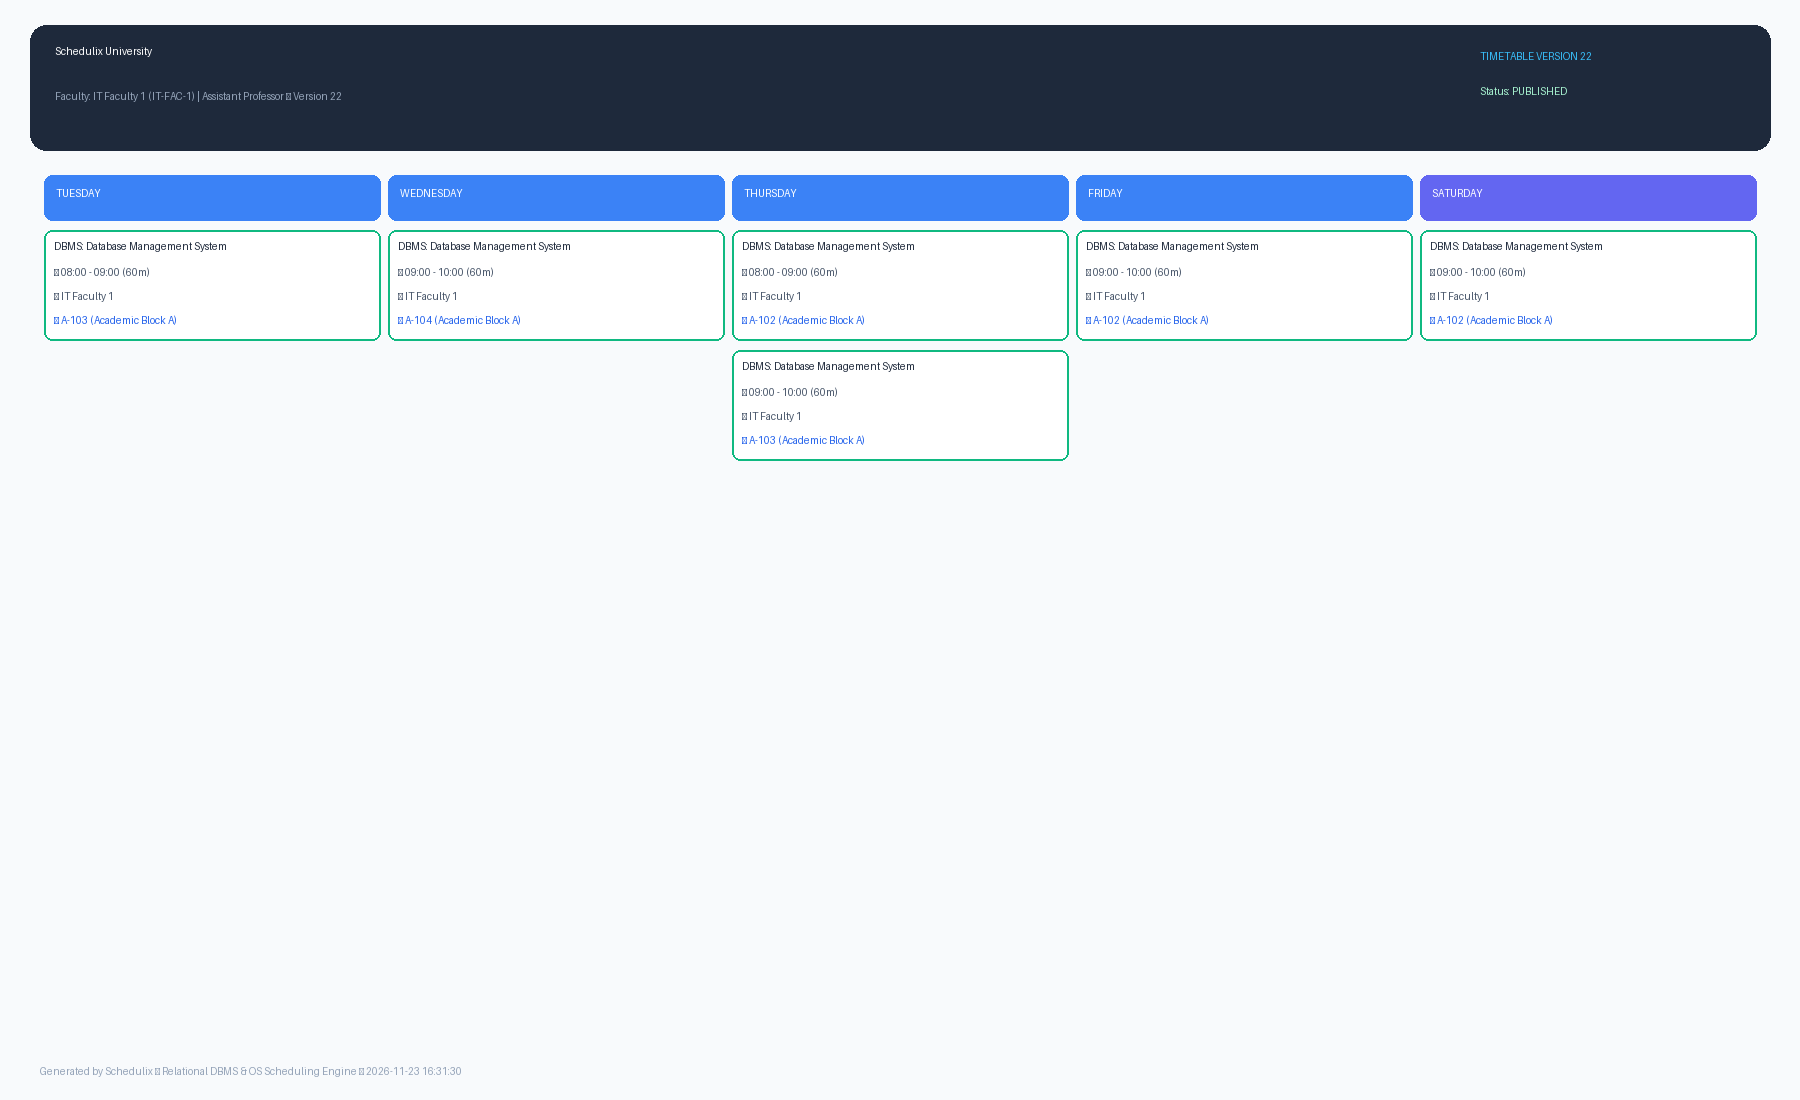 Schedulix University
Faculty: IT Faculty 1 (IT-FAC-1) | Assistant Professor Version 22
TIMETABLE VERSION 22
Status: PUBLISHED
TUESDAY
DBMS: Database Management System
08:00 - 09:00 (60m)
IT Faculty 1
A-103 (Academic Block A)
WEDNESDAY
DBMS: Database Management System
09:00 - 10:00 (60m)
IT Faculty 1
A-104 (Academic Block A)
THURSDAY
DBMS: Database Management System
08:00 - 09:00 (60m)
IT Faculty 1
A-102 (Academic Block A)
DBMS: Database Management System
09:00 - 10:00 (60m)
IT Faculty 1
A-103 (Academic Block A)
FRIDAY
DBMS: Database Management System
09:00 - 10:00 (60m)
IT Faculty 1
A-102 (Academic Block A)
SATURDAY
DBMS: Database Management System
09:00 - 10:00 (60m)
IT Faculty 1
A-102 (Academic Block A)
Generated by Schedulix Relational DBMS & OS Scheduling Engine 2026-11-23 16:31:30